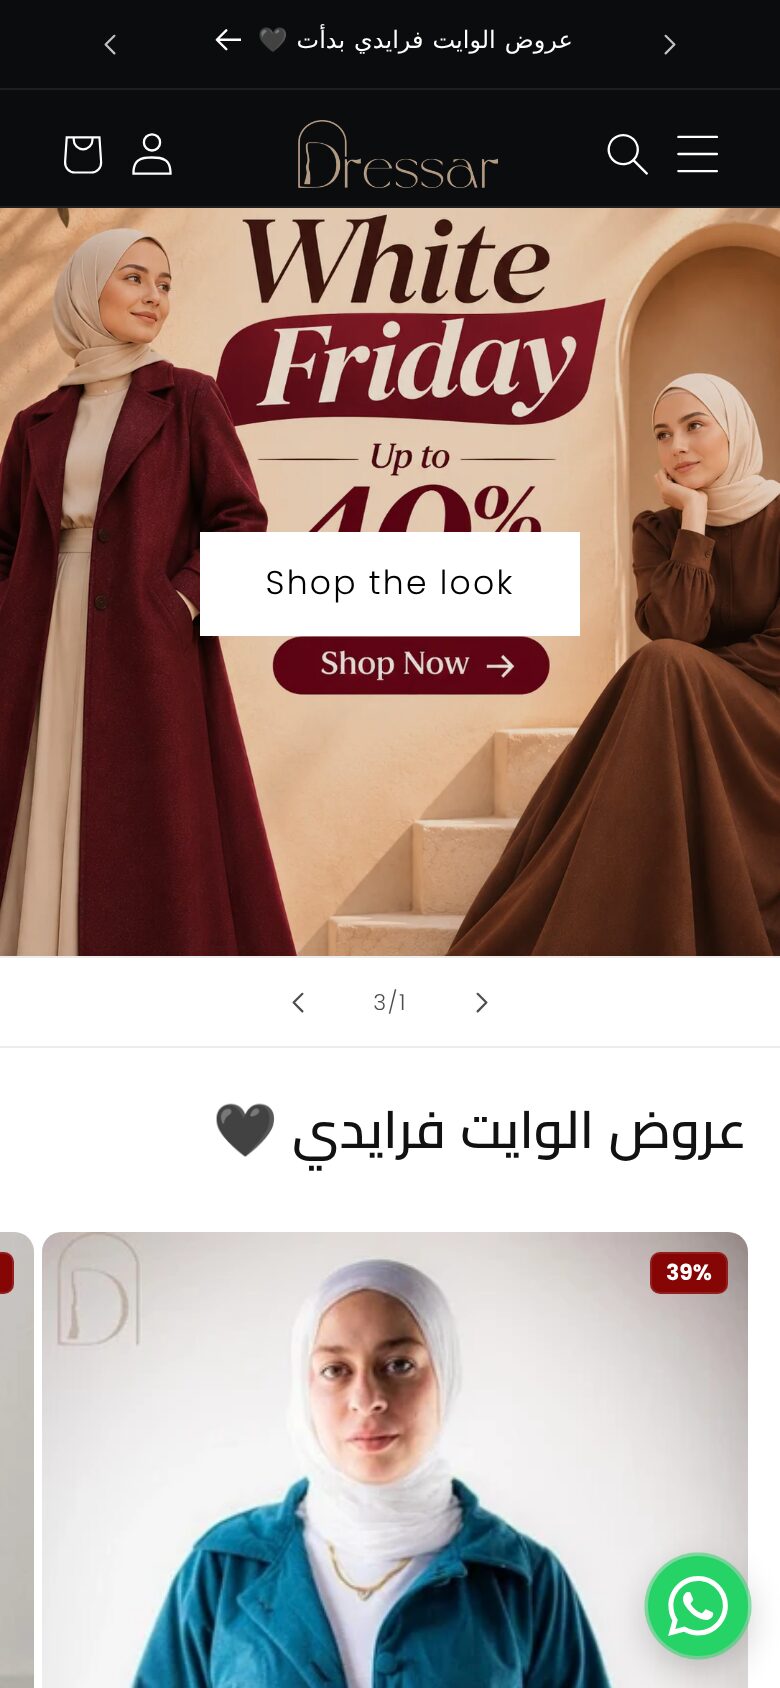 عروض الوايت فرايدي بدأت 🖤 ←
Dressar
White
Friday
Up to
40%
Shop the look
Shop Now →
3/1
عروض الوايت فرايدي 🖤
D
39%